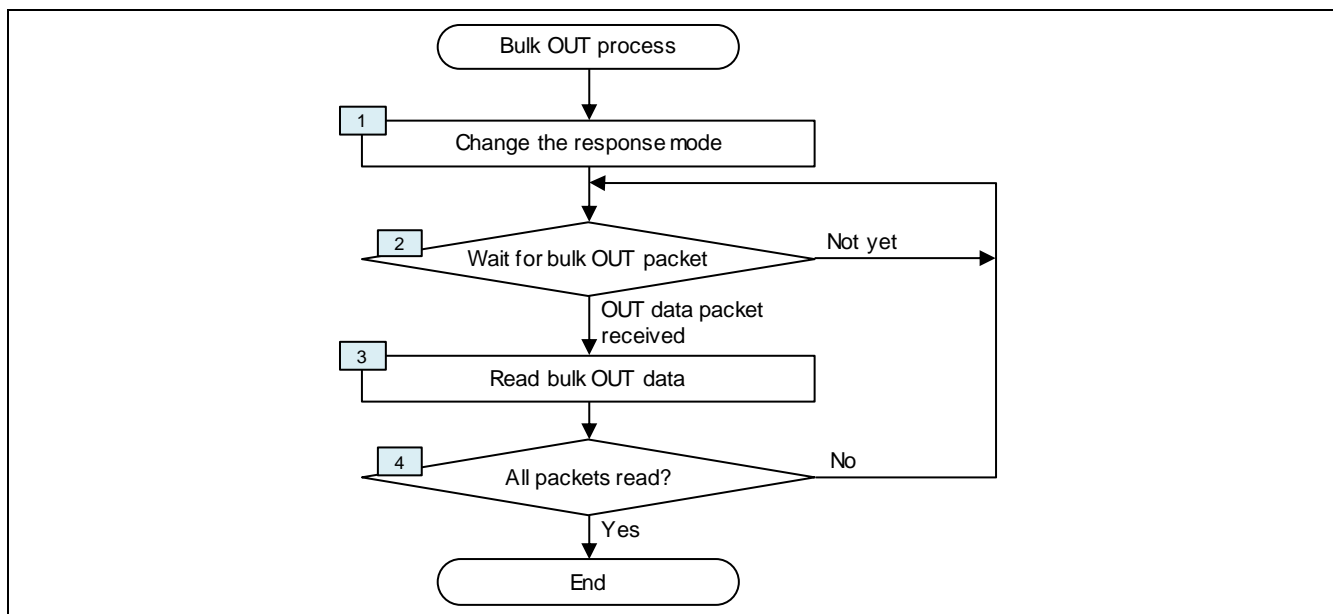 Bulk OUT process
1
Change the response mode
2
Wait for bulk OUT packet
Not yet
OUT data packet
received
3
Read bulk OUT data
4
All packets read?
No
Yes
End